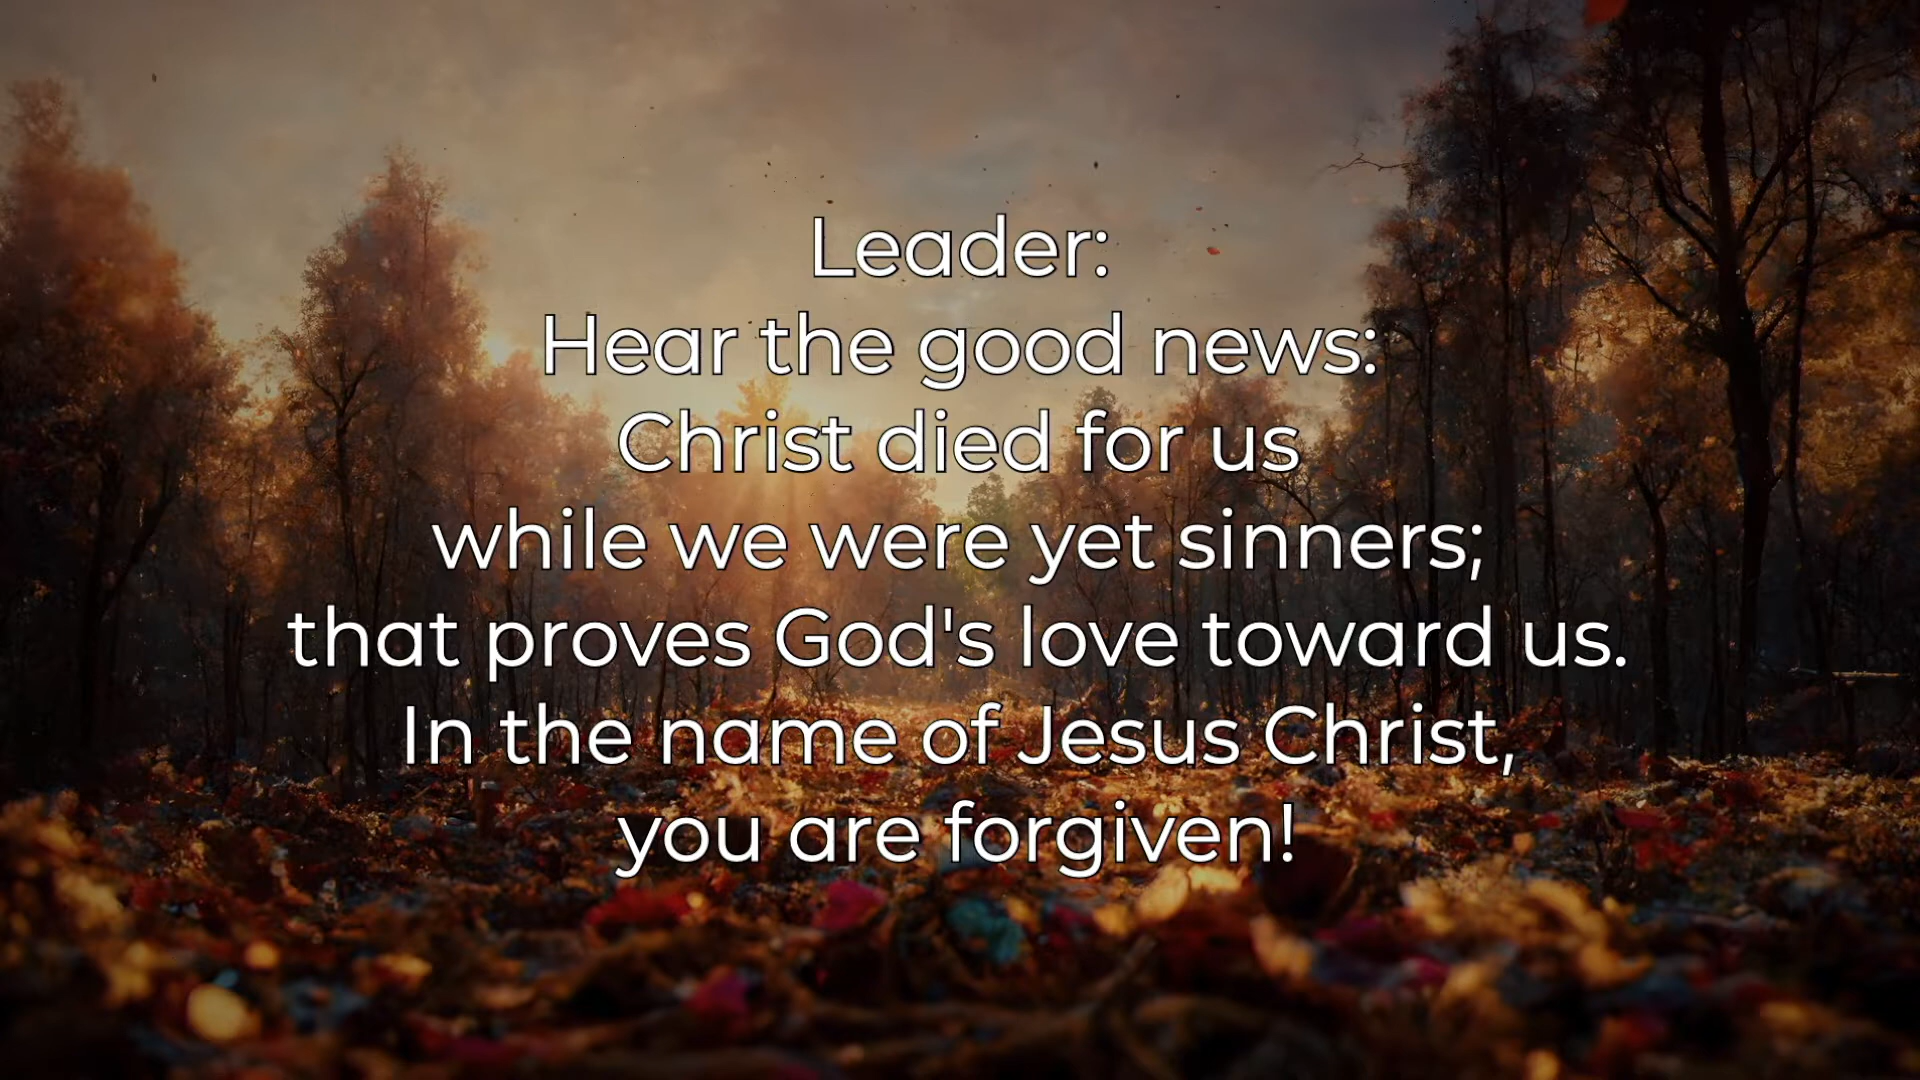 Leader:
Hear the good news:
Christ died for us
while we were yet sinners;
that proves God's love toward us.
In the name of Jesus Christ,
you are forgiven!